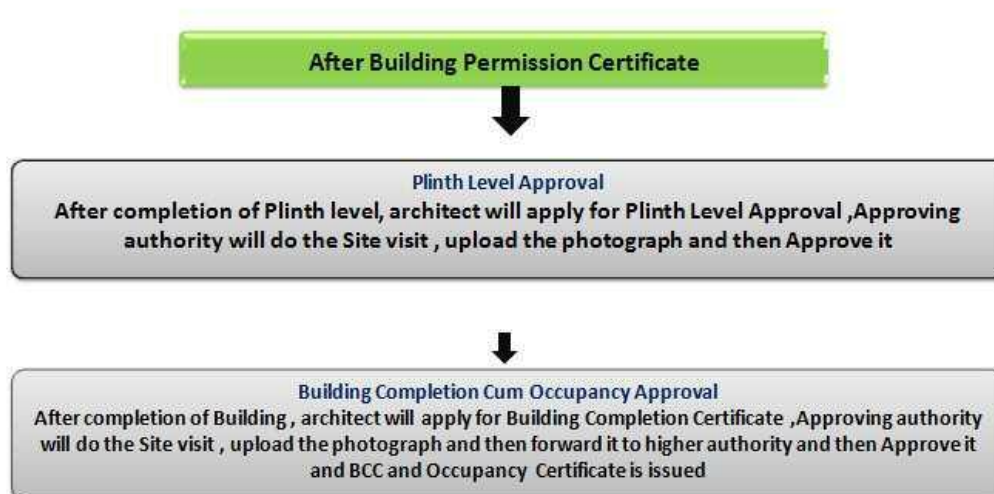 After Building Permission Certificate
Plinth Level Approval
After completion of Plinth level, architect will apply for Plinth Level Approval ,Approving
authority will do the Site visit , upload the photograph and then Approve it
Building Completion Cum Occupancy Approval
After completion of Building , architect will apply for Building Completion Certificate ,Approving authority
will do the Site visit , upload the photograph and then forward it to higher authority and then Approve it
and BCC and Occupancy Certificate is issued